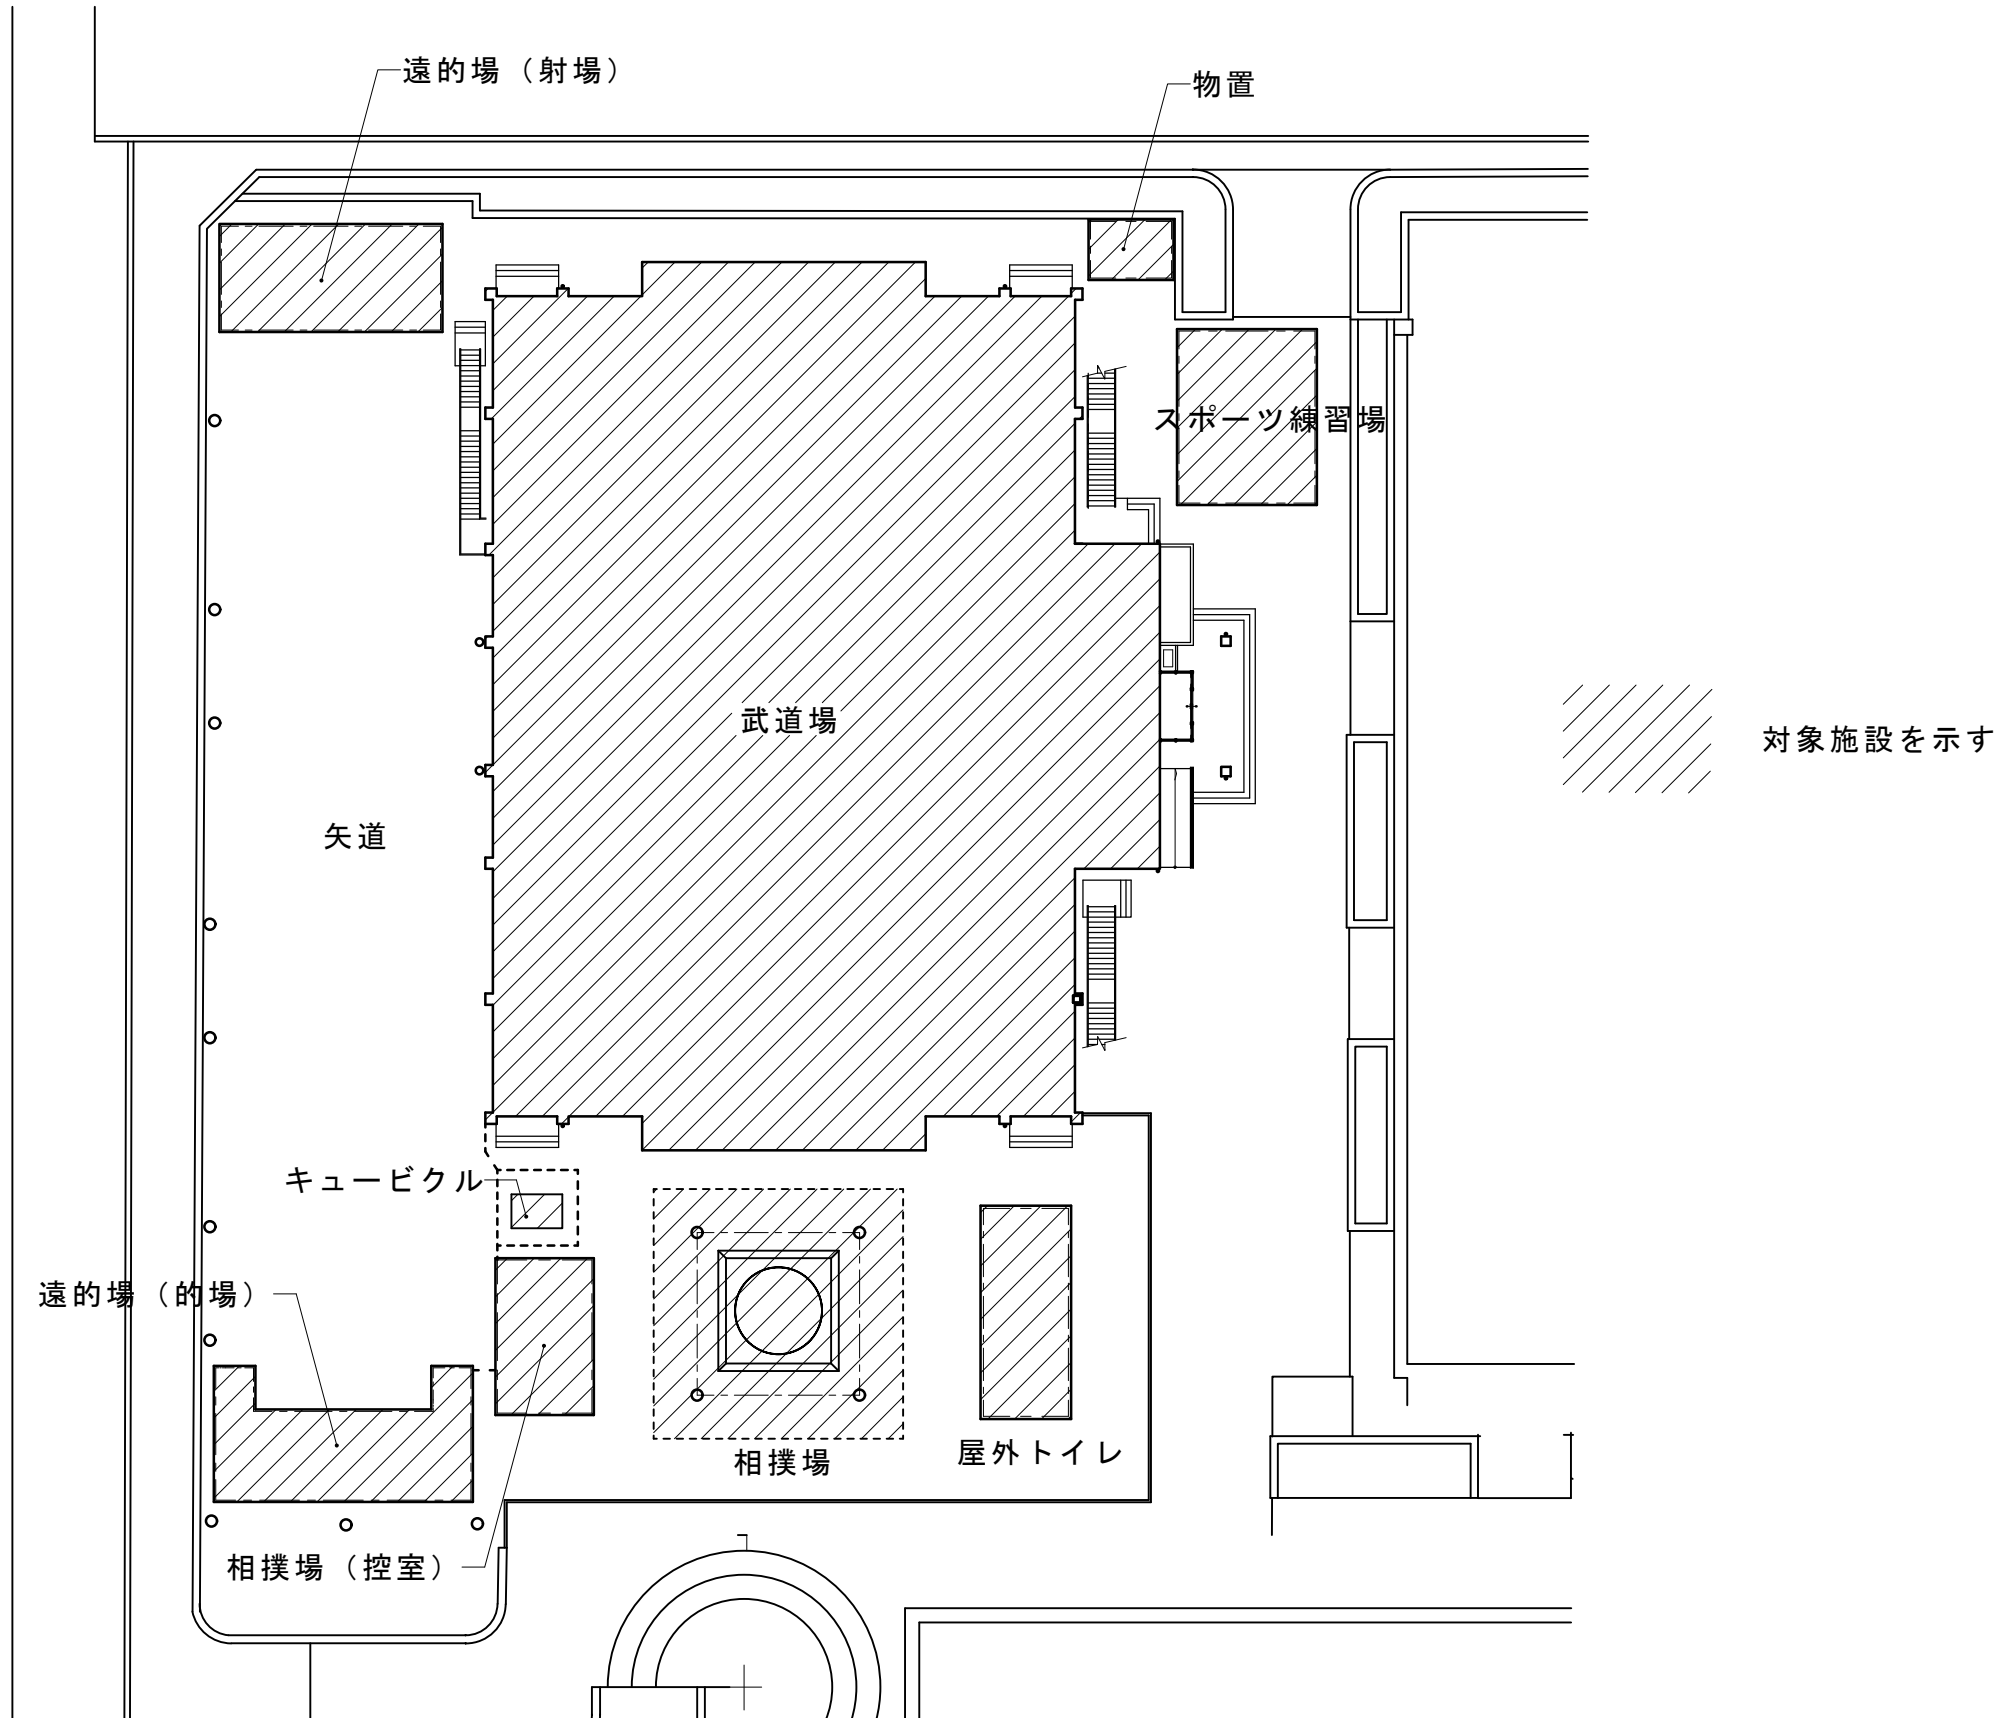 遠的場（射場）
物置
スポーツ練習場
武道場
対象施設を示す
矢道
キュービクル
遠的場（的場）
相撲場
屋外トイレ
相撲場（控室）